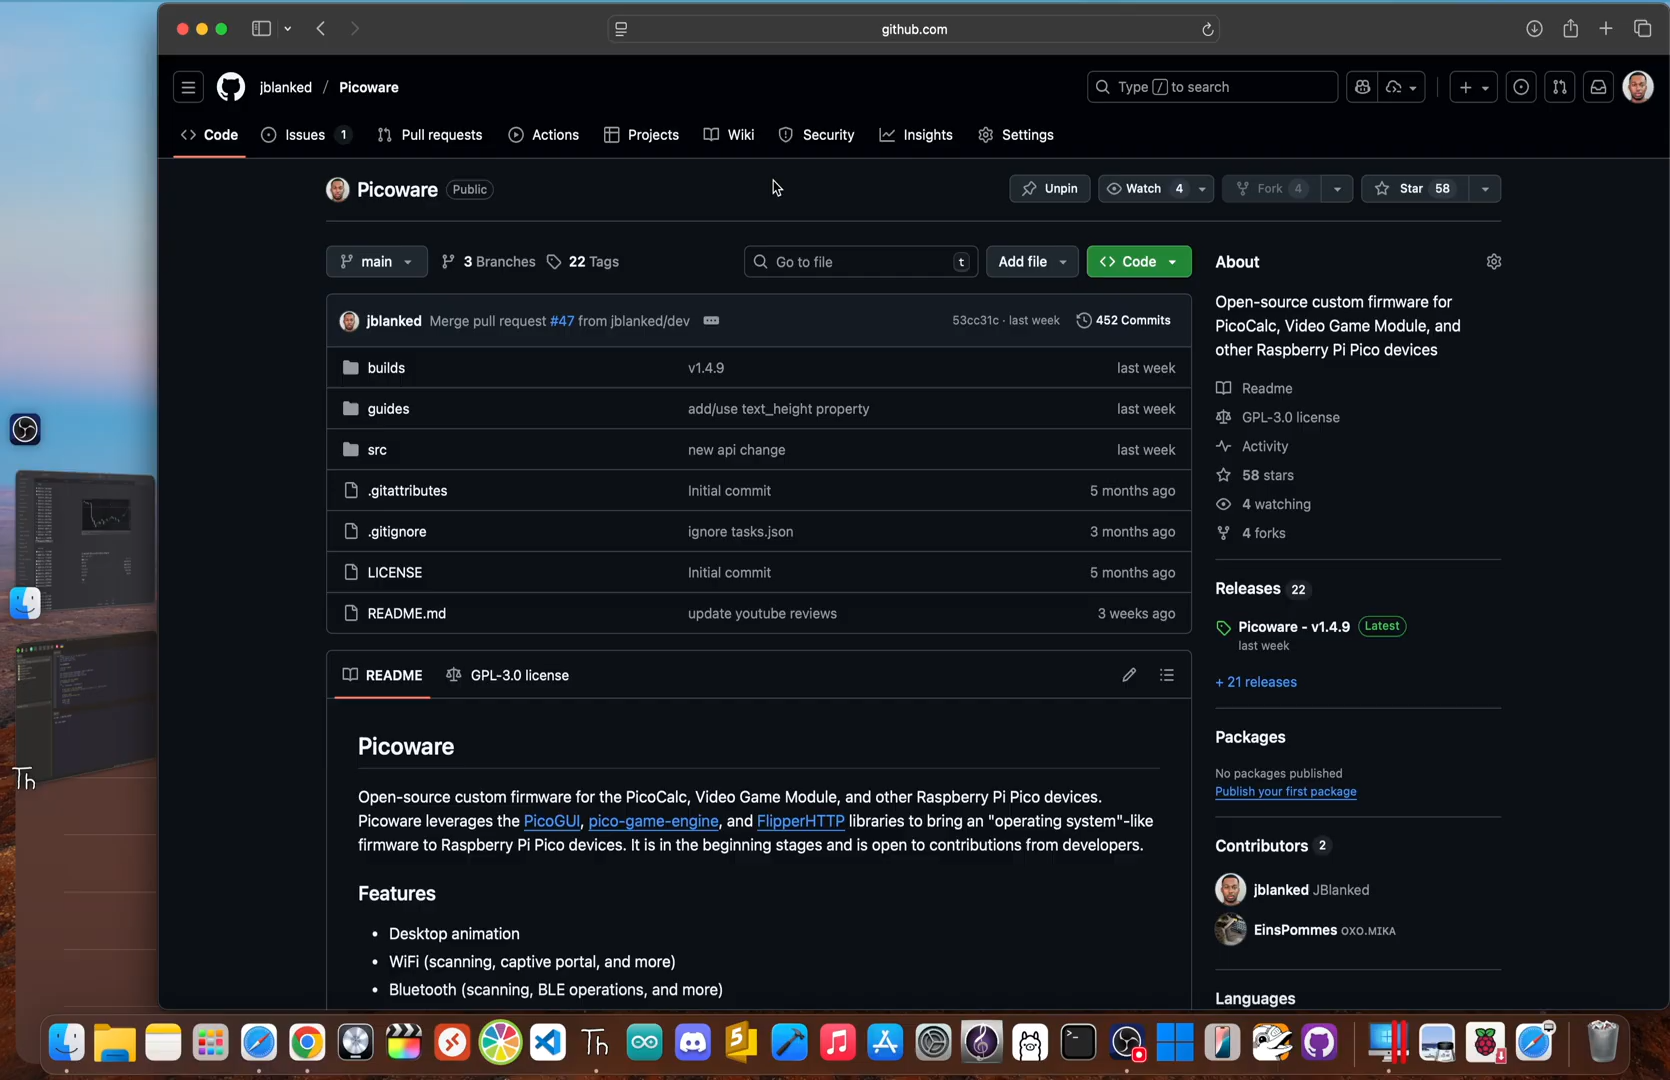 github.com
jblanked / Picoware
Type / to search
Code
Issues 1
Pull requests
Actions
Projects
Wiki
Security
Insights
Settings
Picoware Public
Unpin
Watch 4
Fork 4
Star 58
main
3 Branches
22 Tags
Go to file t
Add file
Code
jblanked Merge pull request #47 from jblanked/dev
53cc31c · last week
452 Commits
builds v1.4.9 last week
guides add/use text_height property last week
src new api change last week
.gitattributes Initial commit 5 months ago
.gitignore ignore tasks.json 3 months ago
LICENSE Initial commit 5 months ago
README.md update youtube reviews 3 weeks ago
README
GPL-3.0 license
Picoware
Open-source custom firmware for the PicoCalc, Video Game Module, and other Raspberry Pi Pico devices.
Picoware leverages the PicoGUI, pico-game-engine, and FlipperHTTP libraries to bring an "operating system"-like
firmware to Raspberry Pi Pico devices. It is in the beginning stages and is open to contributions from developers.
Features
• Desktop animation
• WiFi (scanning, captive portal, and more)
• Bluetooth (scanning, BLE operations, and more)
About
Open-source custom firmware for
PicoCalc, Video Game Module, and
other Raspberry Pi Pico devices
Readme
GPL-3.0 license
Activity
58 stars
4 watching
4 forks
Releases 22
Picoware - v1.4.9 Latest
last week
+ 21 releases
Packages
No packages published
Publish your first package
Contributors 2
jblanked JBlanked
EinsPommes OXO.MIKA
Languages
Th
Th